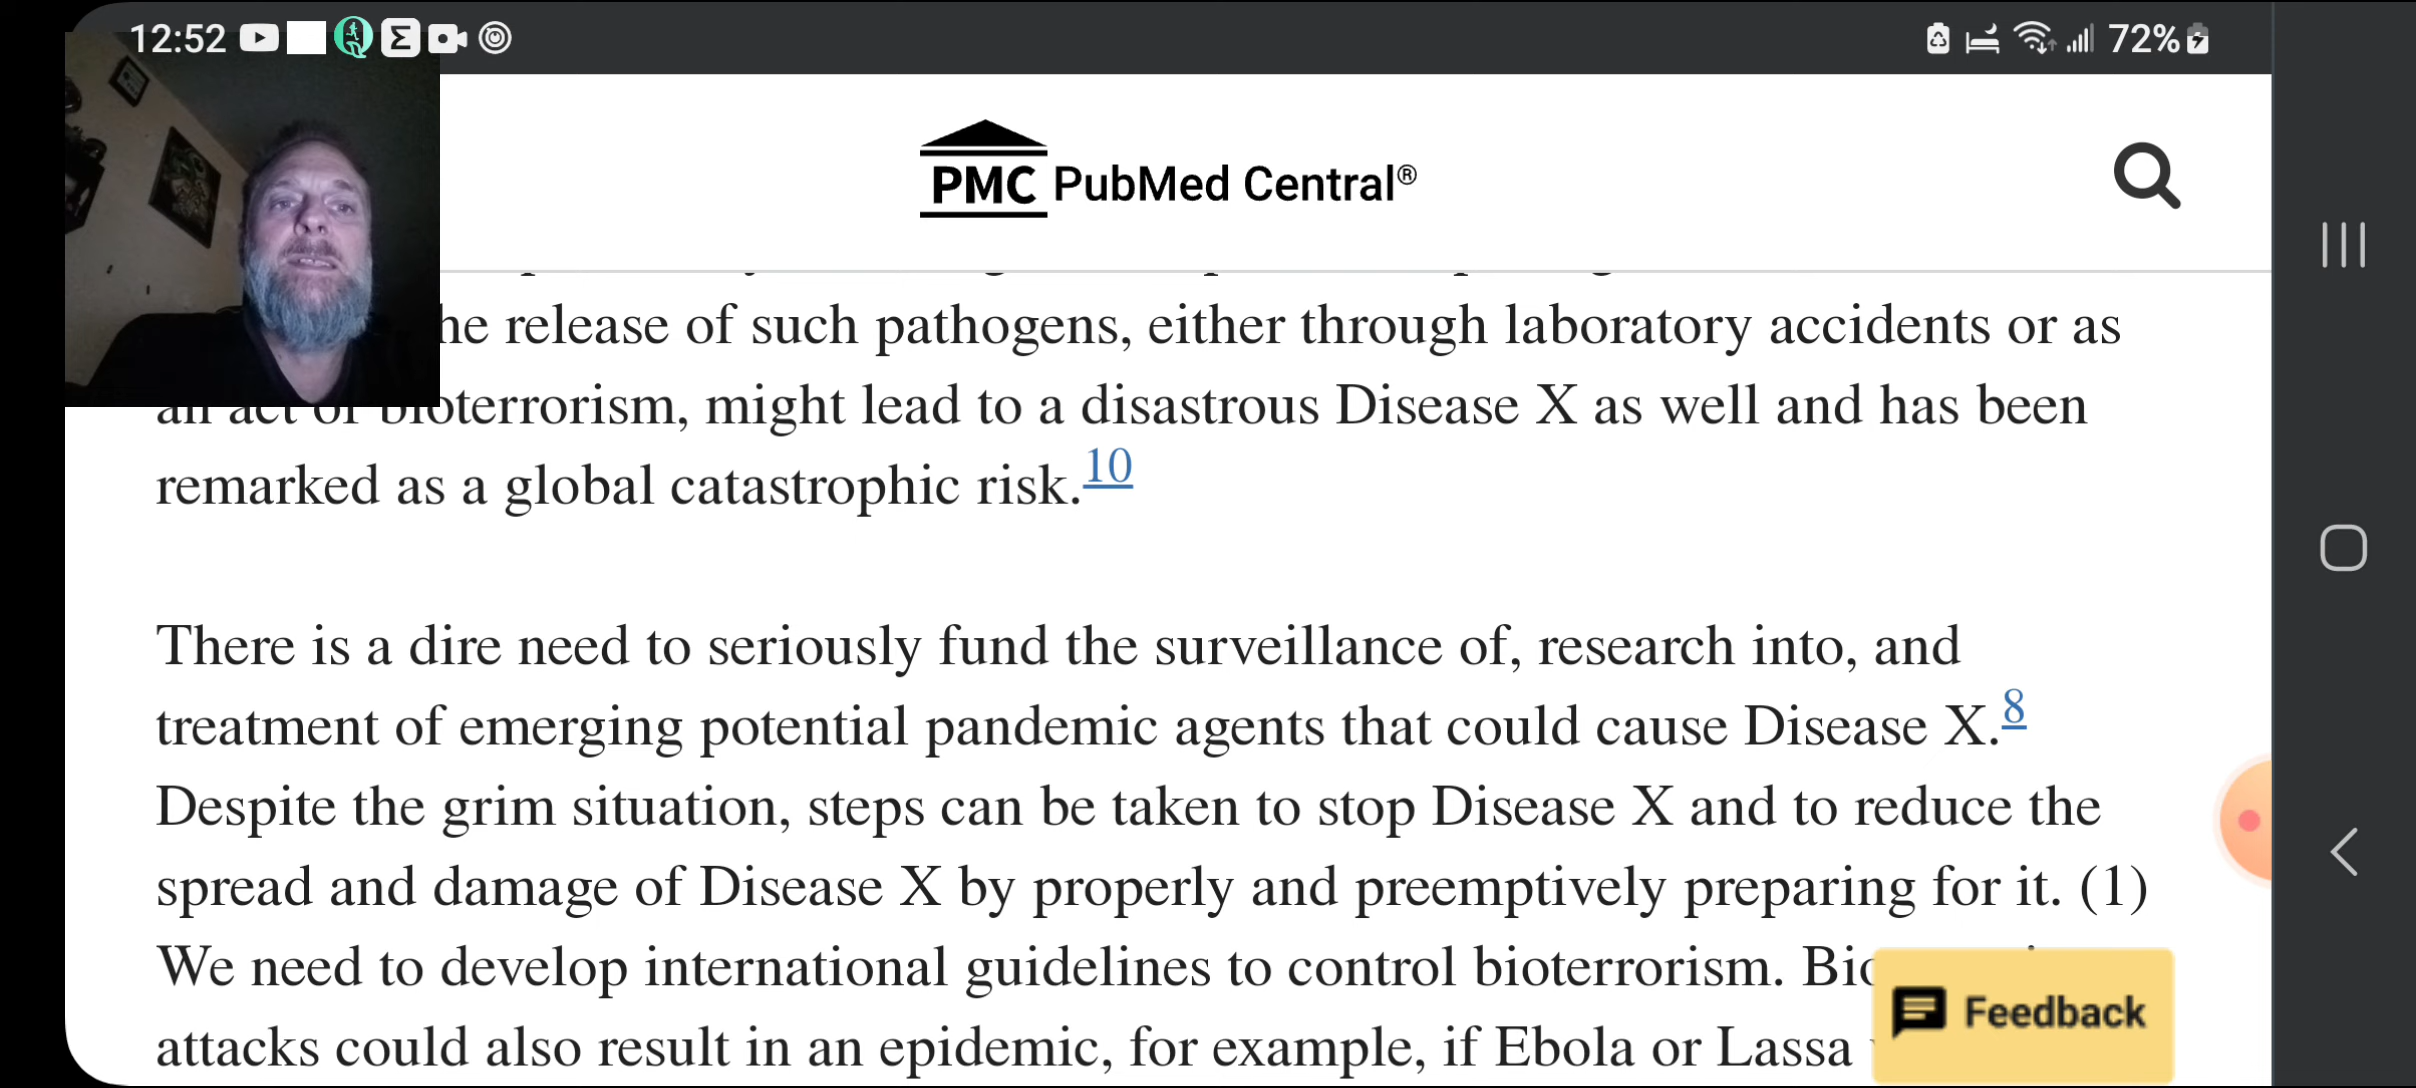 12:52
72%
PMC PubMed Central®
he release of such pathogens, either through laboratory accidents or as
an act of bioterrorism, might lead to a disastrous Disease X as well and has been
remarked as a global catastrophic risk.10
There is a dire need to seriously fund the surveillance of, research into, and
treatment of emerging potential pandemic agents that could cause Disease X.8
Despite the grim situation, steps can be taken to stop Disease X and to reduce the
spread and damage of Disease X by properly and preemptively preparing for it. (1)
We need to develop international guidelines to control bioterrorism.
attacks could also result in an epidemic, for example, if Ebola or Lassa
Feedback